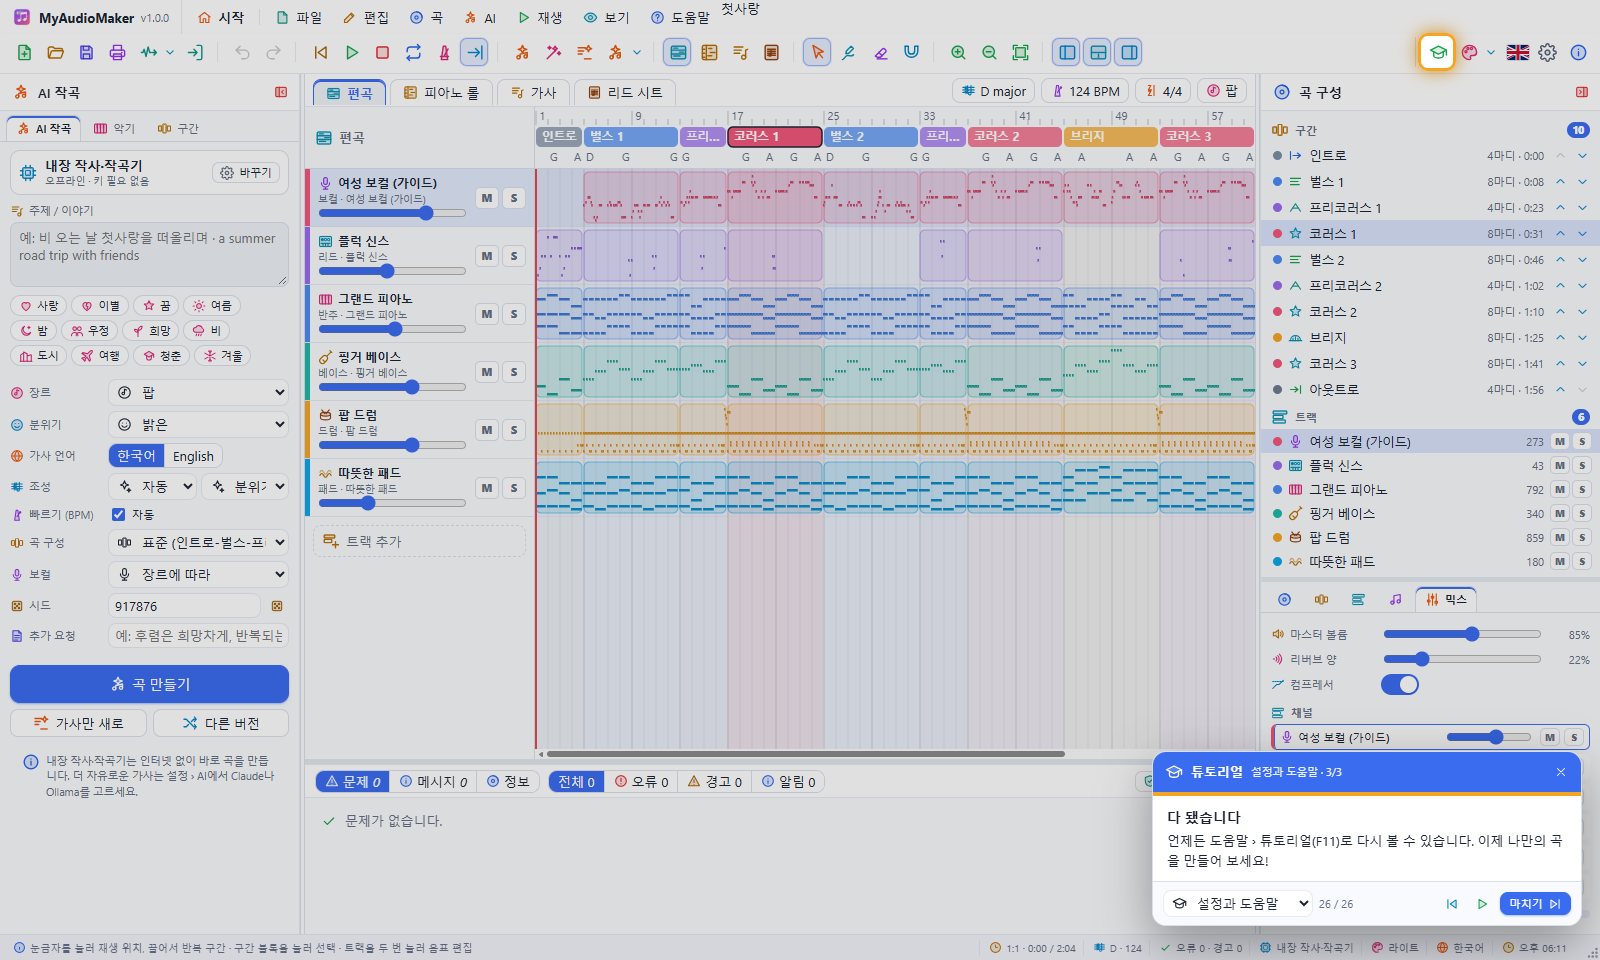 MyAudioMaker v1.0.0 시작 파일 편집 곡 AI 재생 보기 도움말 첫사랑
AI 작곡
AI 작곡 악기 구간
내장 작사·작곡기
오프라인 · 키 필요 없음
바꾸기
주제 / 이야기
예: 비 오는 날 첫사랑을 떠올리며 · a summer
road trip with friends
사랑 이별 꿈 여름
밤 우정 희망 비
도시 여행 청춘 겨울
장르 팝
분위기 밝은
가사 언어 한국어 English
조성 자동 분위기
빠르기 (BPM) 자동
곡 구성 표준 (인트로-벌스-프
보컬 장르에 따라
시드 917876
추가 요청 예: 후렴은 희망차게, 반복되는
곡 만들기
가사만 새로 다른 버전
내장 작사·작곡기는 인터넷 없이 바로 곡을 만듭
니다. 더 자유로운 가사는 설정 › AI에서 Claude나
Ollama를 고르세요.
편곡 피아노 롤 가사 리드 시트
D major 124 BPM 4/4 팝
편곡
1 9 17 25 33 41 49 57
인트로 벌스 1 프리... 코러스 1 벌스 2 프리... 코러스 2 브리지 코러스 3
G A D G G G G A G A D G G G G A G A A A A G A G A
여성 보컬 (가이드)
보컬 · 여성 보컬 (가이드)
M S
플럭 신스
리드 · 플럭 신스
M S
그랜드 피아노
반주 · 그랜드 피아노
M S
핑거 베이스
베이스 · 핑거 베이스
M S
팝 드럼
드럼 · 팝 드럼
M S
따뜻한 패드
패드 · 따뜻한 패드
M S
트랙 추가
문제 0 메시지 0 정보 전체 0 오류 0 경고 0 알림 0
문제가 없습니다.
곡 구성
구간 10
인트로 4마디 · 0:00
벌스 1 8마디 · 0:08
프리코러스 1 4마디 · 0:23
코러스 1 8마디 · 0:31
벌스 2 8마디 · 0:46
프리코러스 2 4마디 · 1:02
코러스 2 8마디 · 1:10
브리지 8마디 · 1:25
코러스 3 8마디 · 1:41
아웃트로 4마디 · 1:56
트랙 6
여성 보컬 (가이드) 273 M S
플럭 신스 43 M S
그랜드 피아노 792 M S
핑거 베이스 340 M S
팝 드럼 859 M S
따뜻한 패드 180 M S
믹스
마스터 볼륨 85%
리버브 양 22%
컴프레서
채널
여성 보컬 (가이드) M S
튜토리얼 설정과 도움말 · 3/3
다 됐습니다
언제든 도움말 › 튜토리얼(F11)로 다시 볼 수 있습니다. 이제 나만의 곡
을 만들어 보세요!
설정과 도움말 26 / 26 마치기
눈금자를 눌러 재생 위치, 끌어서 반복 구간 · 구간 블록을 눌러 선택 · 트랙을 두 번 눌러 음표 편집
1:1 · 0:00 / 2:04 D · 124 오류 0 · 경고 0 내장 작사·작곡기 라이트 한국어 오후 06:11